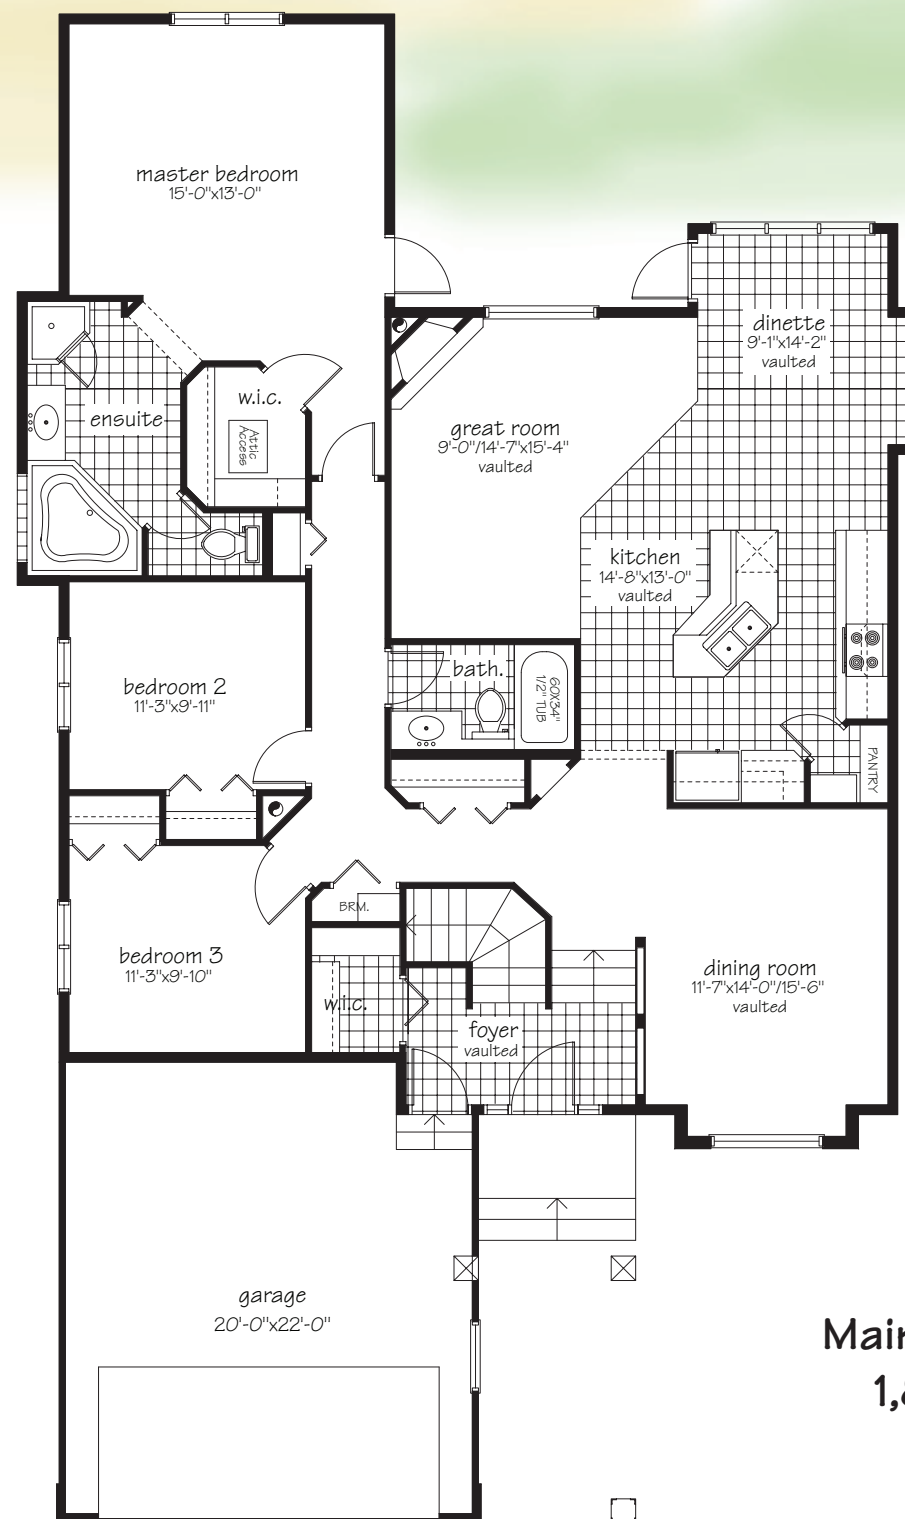 master bedroom
15'-0"x13'-0"
dinette
9'-1"x14'-2"
vaulted
w.i.c.
ensuite
Attic
Access
great room
9'-0"/14'-7"x15'-4"
vaulted
kitchen
14'-8"x13'-0"
vaulted
bath.
60X34"
1/2" TUB
bedroom 2
11'-3"x9'-11"
PANTRY
BRM.
bedroom 3
11'-3"x9'-10"
w.i.c.
dining room
11'-7"x14'-0"/15'-6"
vaulted
foyer
vaulted
garage
20'-0"x22'-0"
Main
1,